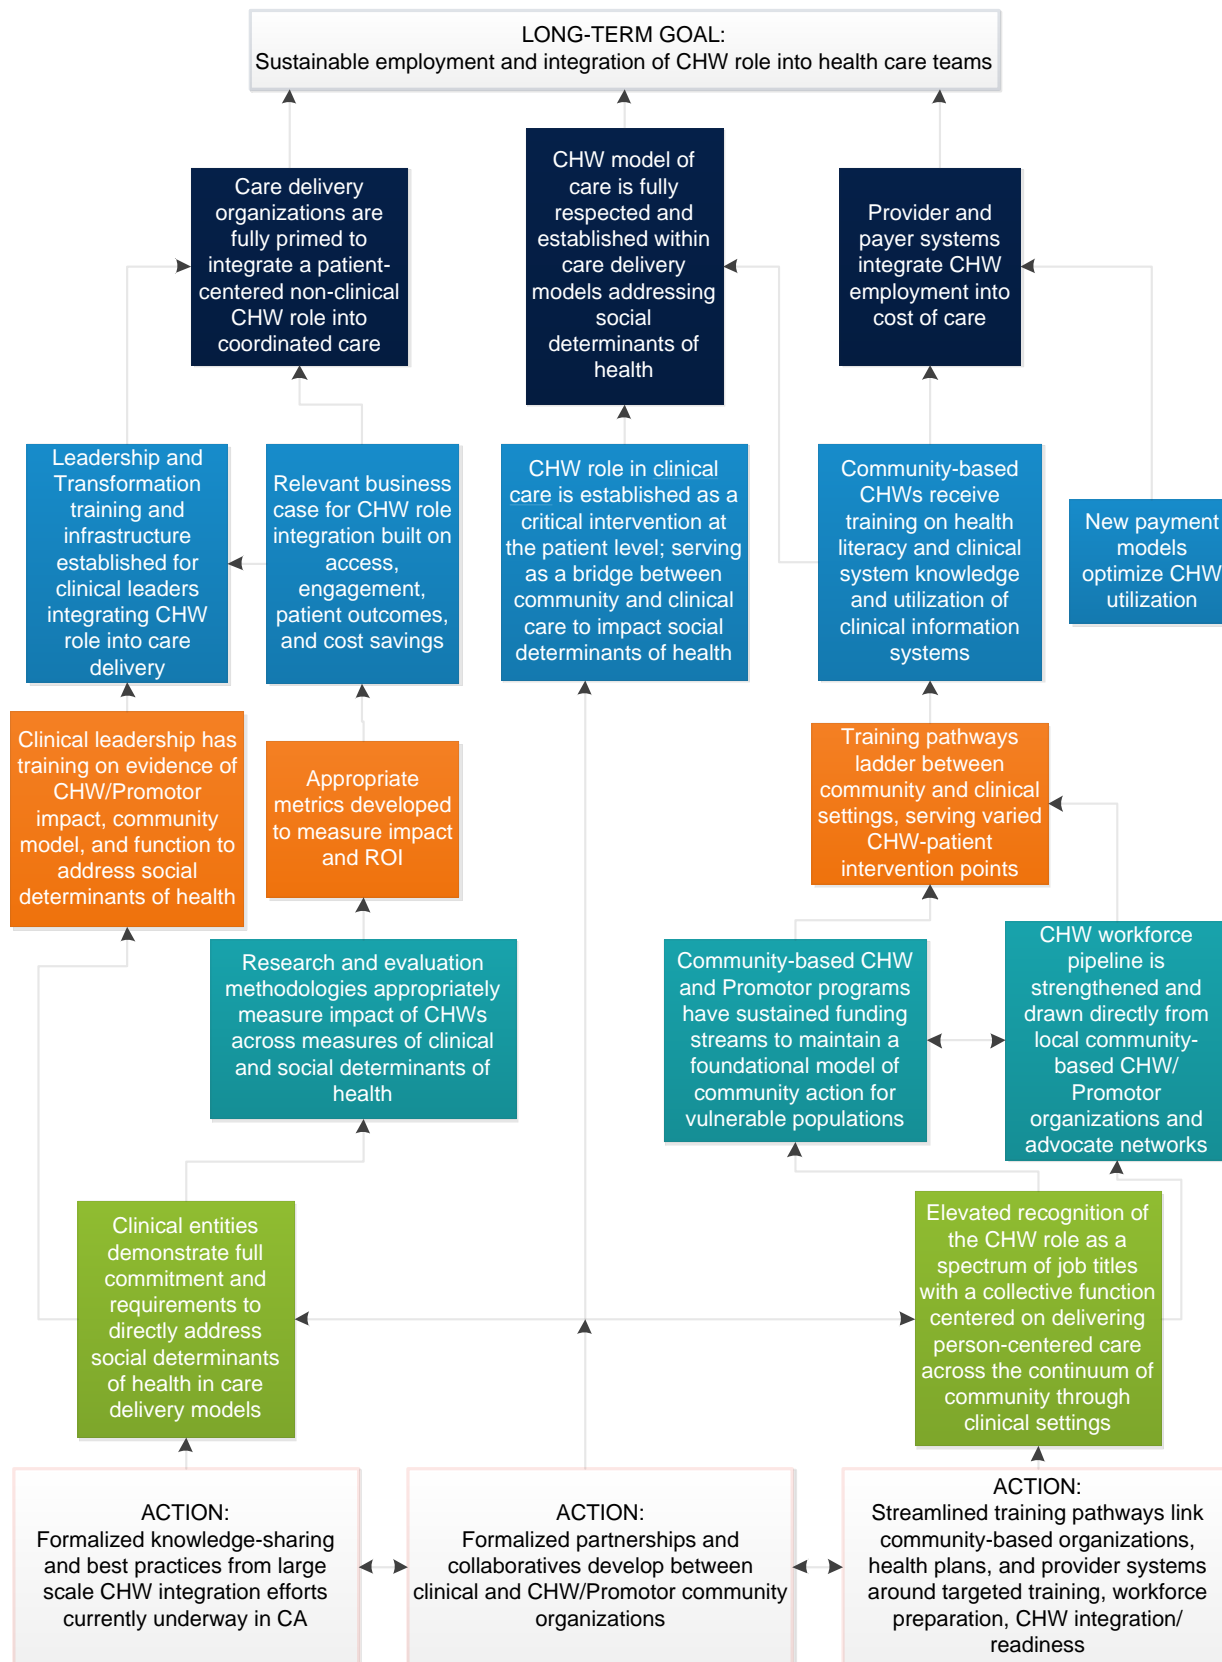 LONG-TERM GOAL:
Sustainable employment and integration of CHW role into health care teams
Care delivery
organizations are
fully primed to
integrate a patient-
centered non-clinical
CHW role into
coordinated care
CHW model of
care is fully
respected and
established within
care delivery
models addressing
social
determinants of
health
Provider and
payer systems
integrate CHW
employment into
cost of care
Leadership and
Transformation
training and
infrastructure
established for
clinical leaders
integrating CHW
role into care
delivery
Relevant business
case for CHW role
integration built on
access,
engagement,
patient outcomes,
and cost savings
CHW role in clinical
care is established as a
critical intervention at
the patient level; serving
as a bridge between
community and clinical
care to impact social
determinants of health
Community-based
CHWs receive
training on health
literacy and clinical
system knowledge
and utilization of
clinical information
systems
New payment
models
optimize CHW
utilization
Clinical leadership has
training on evidence of
CHW/Promotor
impact, community
model, and function to
address social
determinants of health
Appropriate
metrics developed
to measure impact
and ROI
Training pathways
ladder between
community and clinical
settings, serving varied
CHW-patient
intervention points
Research and evaluation
methodologies appropriately
measure impact of CHWs
across measures of clinical
and social determinants of
health
Community-based CHW
and Promotor programs
have sustained funding
streams to maintain a
foundational model of
community action for
vulnerable populations
CHW workforce
pipeline is
strengthened and
drawn directly from
local community-
based CHW/
Promotor
organizations and
advocate networks
Clinical entities
demonstrate full
commitment and
requirements to
directly address
social determinants
of health in care
delivery models
Elevated recognition of
the CHW role as a
spectrum of job titles
with a collective function
centered on delivering
person-centered care
across the continuum of
community through
clinical settings
ACTION:
Formalized knowledge-sharing
and best practices from large
scale CHW integration efforts
currently underway in CA
ACTION:
Formalized partnerships and
collaboratives develop between
clinical and CHW/Promotor community
organizations
ACTION:
Streamlined training pathways link
community-based organizations,
health plans, and provider systems
around targeted training, workforce
preparation, CHW integration/
readiness